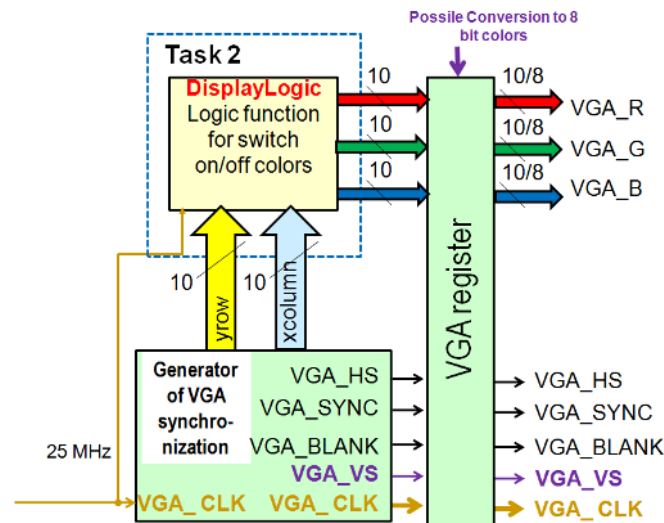 Possile Conversion to 8
bit colors
Task 2
DisplayLogic
Logic function
for switch
on/off colors
10
10
10
10/8
VGA_R
10/8
VGA_G
10/8
VGA_B
10
yrow
10
xcolumn
VGA register
Generator
of VGA
synchro-
nization
VGA_HS
VGA_SYNC
VGA_BLANK
VGA_VS
VGA_CLK
VGA_CLK
25 MHz
VGA_HS
VGA_SYNC
VGA_BLANK
VGA_VS
VGA_CLK